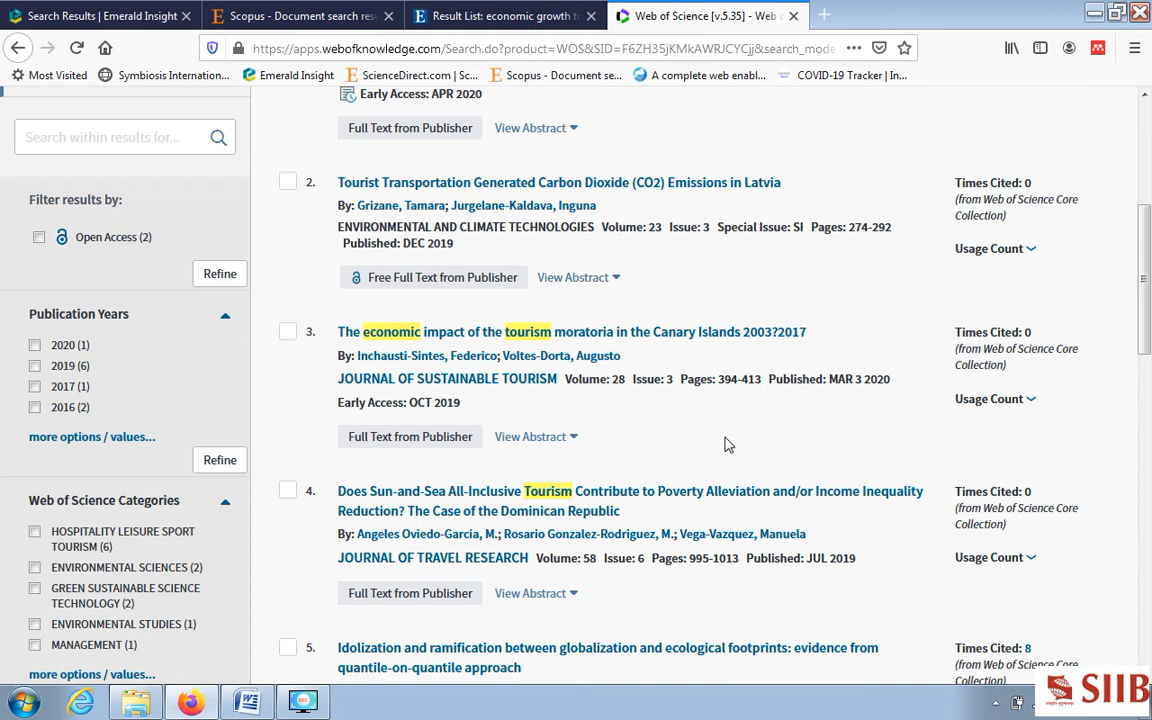 Search Results | Emerald Insight
Scopus - Document search res
Result List: economic growth to
Web of Science [v.5.35] - Web
https://apps.webofknowledge.com/Search.do?product=WOS&SID=F6ZH35jKMkAWRJCYCjj&search_mode
Most Visited
Symbiosis Internation...
Emerald Insight
ScienceDirect.com | Sc...
Scopus - Document se...
A complete web enabl...
COVID-19 Tracker | In...
Search within results for...
Filter results by:
Open Access (2)
Refine
Publication Years
2020 (1)
2019 (6)
2017 (1)
2016 (2)
more options / values...
Refine
Web of Science Categories
HOSPITALITY LEISURE SPORT
TOURISM (6)
ENVIRONMENTAL SCIENCES (2)
GREEN SUSTAINABLE SCIENCE
TECHNOLOGY (2)
ENVIRONMENTAL STUDIES (1)
MANAGEMENT (1)
more options / values...
Early Access: APR 2020
Full Text from Publisher
View Abstract
2.
Tourist Transportation Generated Carbon Dioxide (CO2) Emissions in Latvia
By: Grizane, Tamara; Jurgelane-Kaldava, Inguna
ENVIRONMENTAL AND CLIMATE TECHNOLOGIES Volume: 23 Issue: 3 Special Issue: SI Pages: 274-292
Published: DEC 2019
Free Full Text from Publisher
View Abstract
Times Cited: 0
(from Web of Science Core
Collection)
Usage Count
3.
The economic impact of the tourism moratoria in the Canary Islands 2003?2017
By: Inchausti-Sintes, Federico; Voltes-Dorta, Augusto
JOURNAL OF SUSTAINABLE TOURISM Volume: 28 Issue: 3 Pages: 394-413 Published: MAR 3 2020
Early Access: OCT 2019
Full Text from Publisher
View Abstract
Times Cited: 0
(from Web of Science Core
Collection)
Usage Count
4.
Does Sun-and-Sea All-Inclusive Tourism Contribute to Poverty Alleviation and/or Income Inequality
Reduction? The Case of the Dominican Republic
By: Angeles Oviedo-Garcia, M.; Rosario Gonzalez-Rodriguez, M.; Vega-Vazquez, Manuela
JOURNAL OF TRAVEL RESEARCH Volume: 58 Issue: 6 Pages: 995-1013 Published: JUL 2019
Full Text from Publisher
View Abstract
Times Cited: 0
(from Web of Science Core
Collection)
Usage Count
5.
Idolization and ramification between globalization and ecological footprints: evidence from
quantile-on-quantile approach
Times Cited: 8
(from Web of Science Core
SIIB